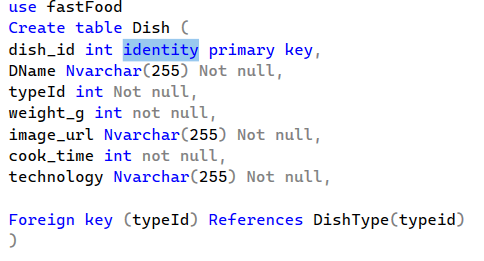 use fastFood
Create table Dish (
dish_id int identity primary key,
DName Nvarchar(255) Not null,
typeId int Not null,
weight_g int not null,
image_url Nvarchar(255) Not null,
cook_time int not null,
technology Nvarchar(255) Not null,
Foreign key (typeId) References DishType(typeid)
)